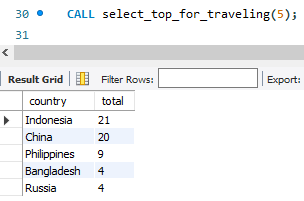 30 CALL select_top_for_traveling(5);
31
Result Grid Filter Rows: Export:
country total
Indonesia 21
China 20
Philippines 9
Bangladesh 4
Russia 4